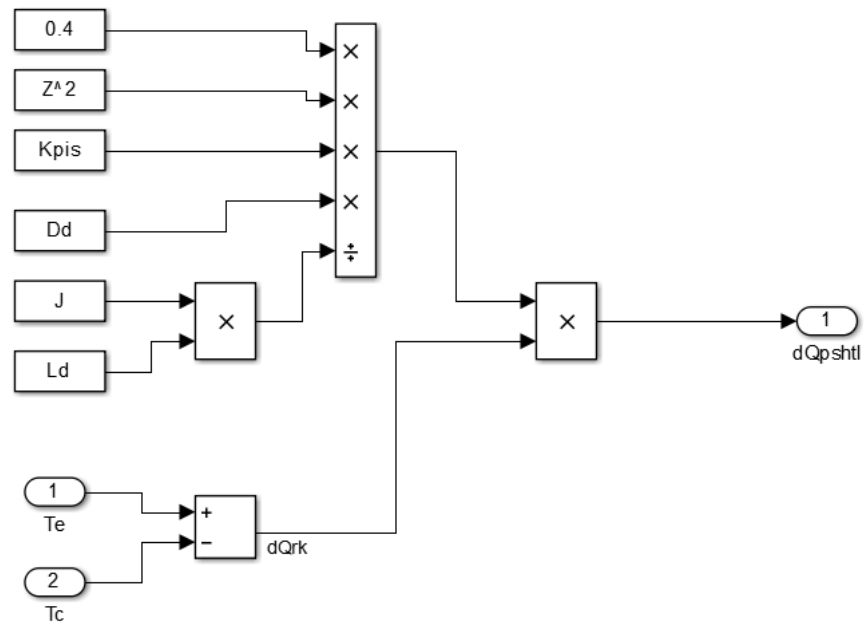 0.4
Z^2
Kpis
Dd
J
Ld
×
×
×
×
÷
×
×
1
dQpshtl
1
Te
2
Tc
+
−
dQrk